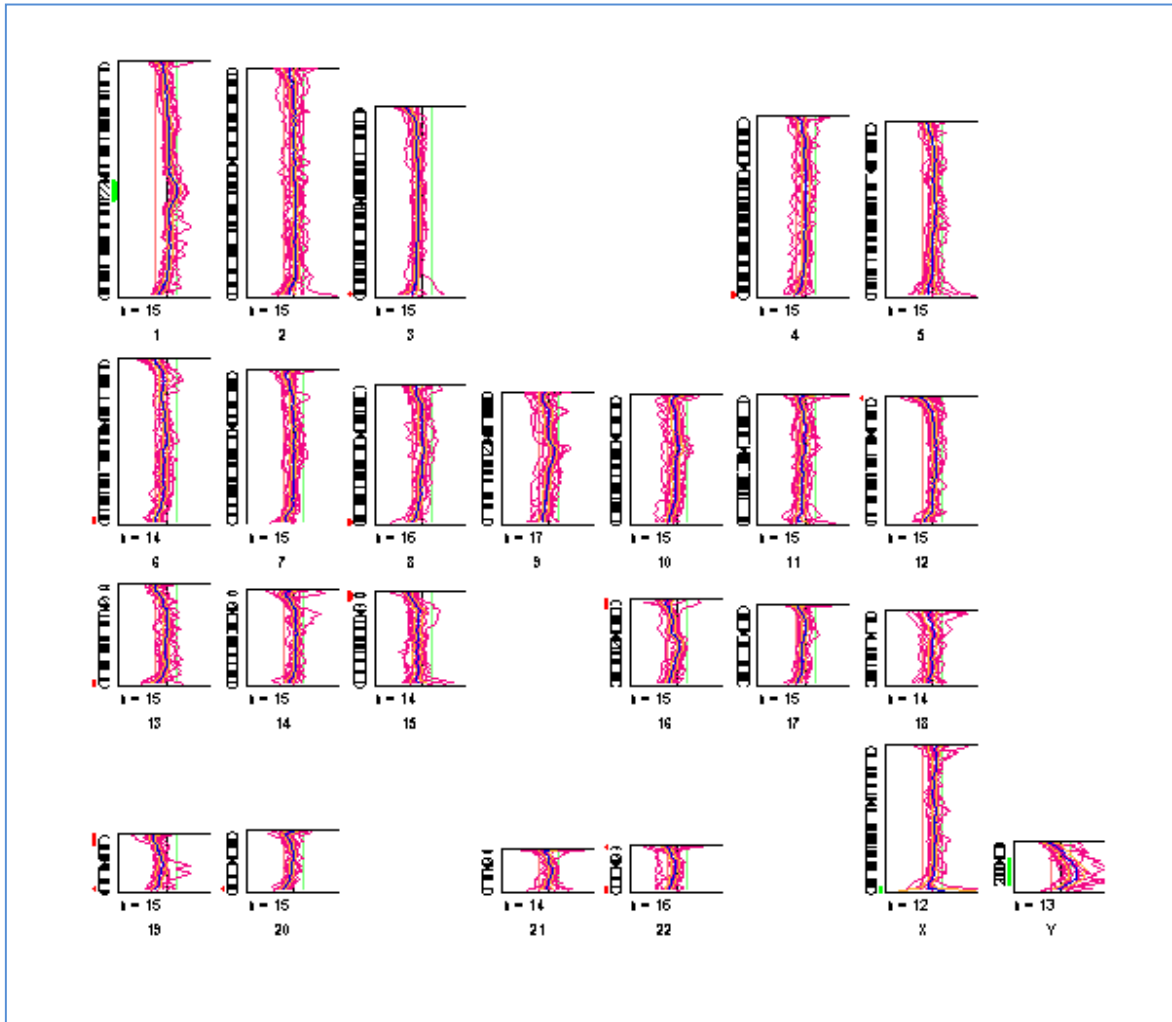 n = 15 n = 15 n = 15 n = 15 n = 15
1 2 3 4 5
n = 14 n = 15 n = 16 n = 17 n = 15 n = 15 n = 15
6 7 8 9 10 11 12
n = 15 n = 15 n = 14 n = 15 n = 15 n = 14
13 14 15 16 17 18
n = 15 n = 15 n = 14 n = 16 n = 12 n = 13
19 20 21 22 X Y